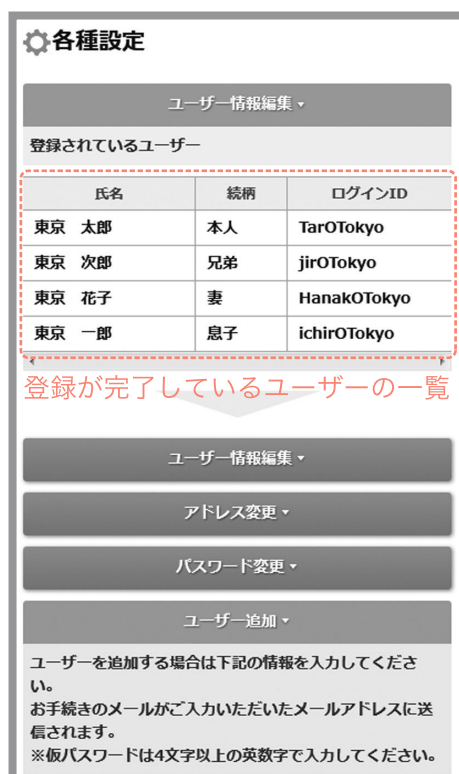 各種設定
ユーザー情報編集▼
登録されているユーザー
氏名 続柄 ログインID
東京 太郎 本人 TarOTokyo
東京 次郎 兄弟 jirOTokyo
東京 花子 妻 HanakOTokyo
東京 一郎 息子 ichirOTokyo
登録が完了しているユーザーの一覧
ユーザー情報編集▼
アドレス変更▼
パスワード変更▼
ユーザー追加▼
ユーザーを追加する場合は下記の情報を入力してくださ
い。
お手続きのメールがご入力いただいたメールアドレスに送
信されます。
※仮パスワードは4文字以上の英数字で入力してください。